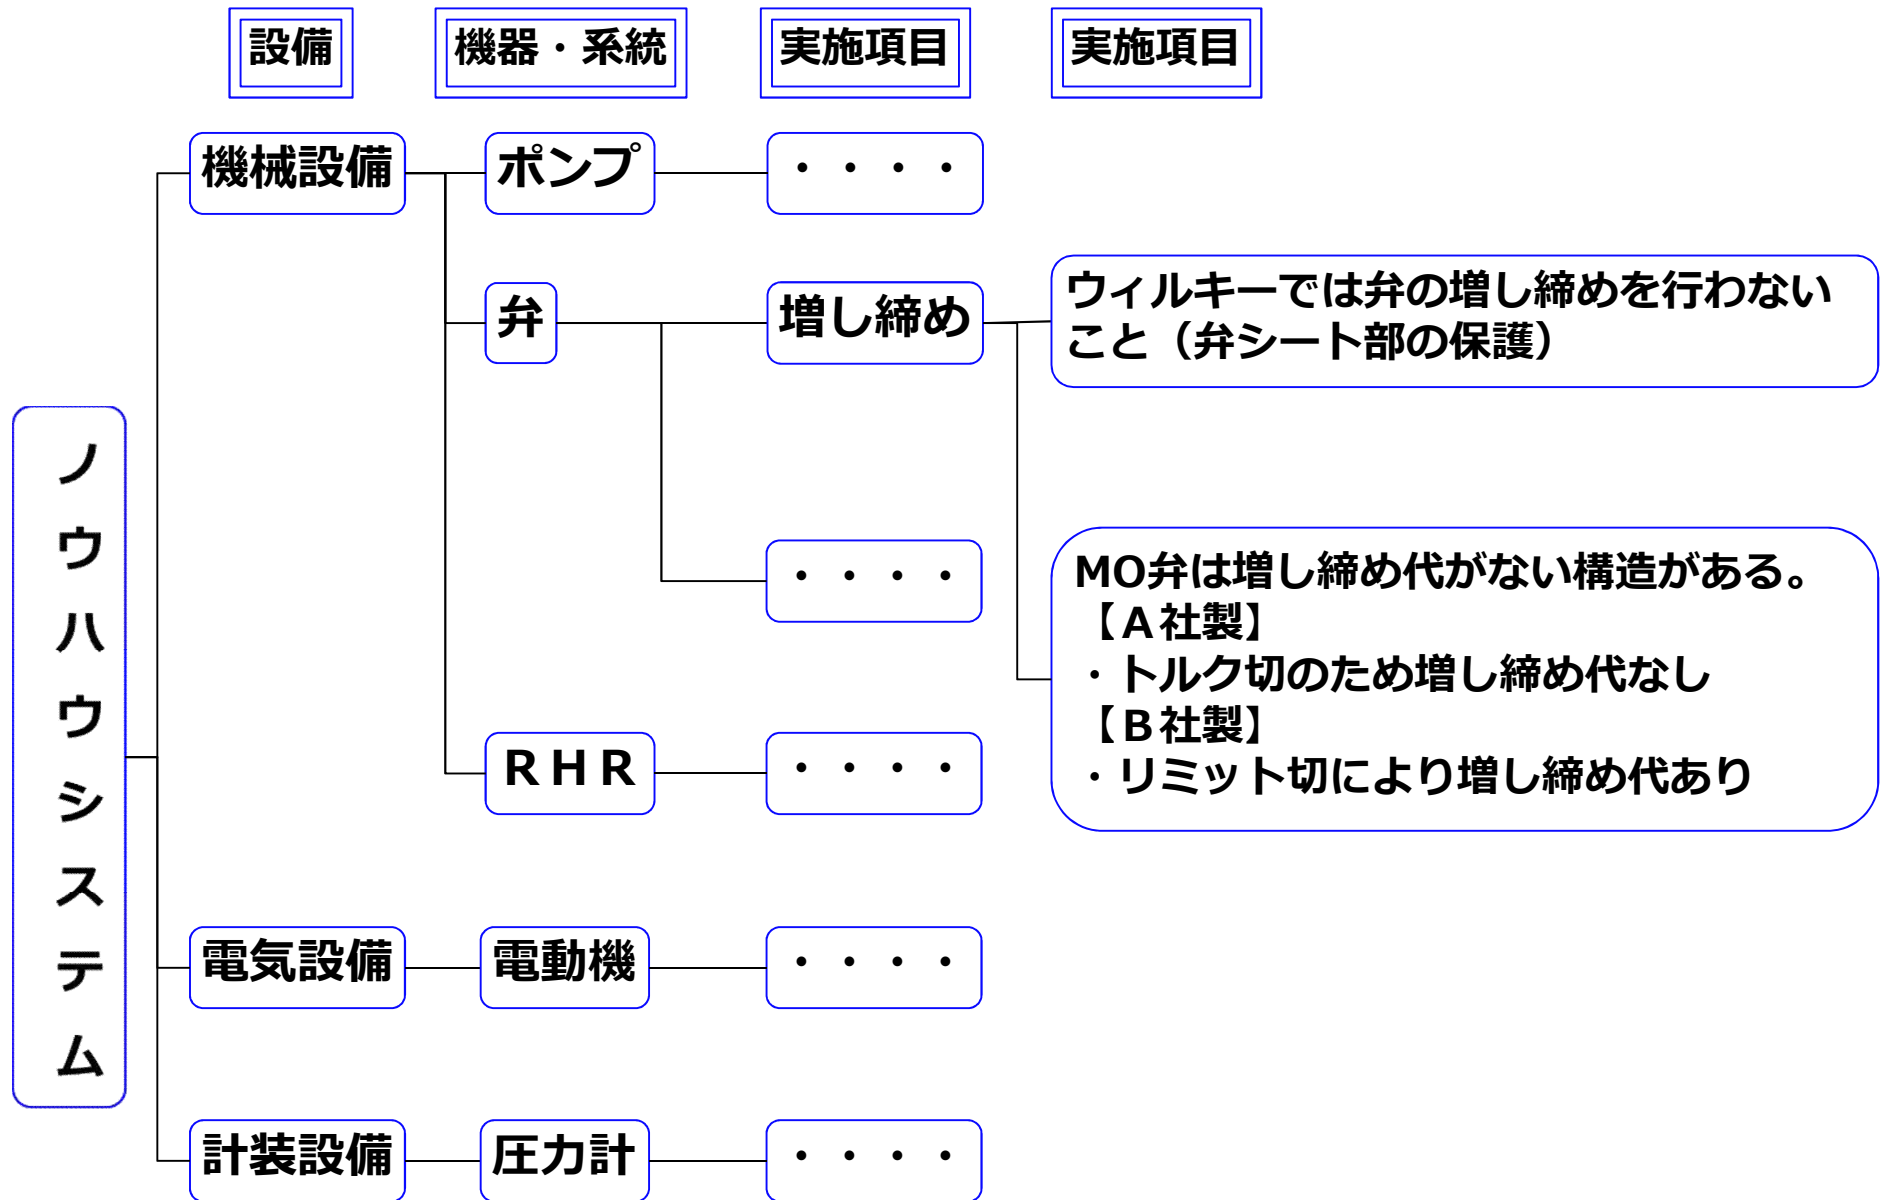 設備
機器・系統
実施項目
実施項目
機械設備
ポンプ
・・・・
弁
増し締め
ウィルキーでは弁の増し締めを行わない
こと（弁シート部の保護）
・・・・
MO弁は増し締め代がない構造がある。
【Ａ社製】
・トルク切のため増し締め代なし
【Ｂ社製】
・リミット切により増し締め代あり
ＲＨＲ
・・・・
ノウハウシステム
電気設備
電動機
・・・・
計装設備
圧力計
・・・・